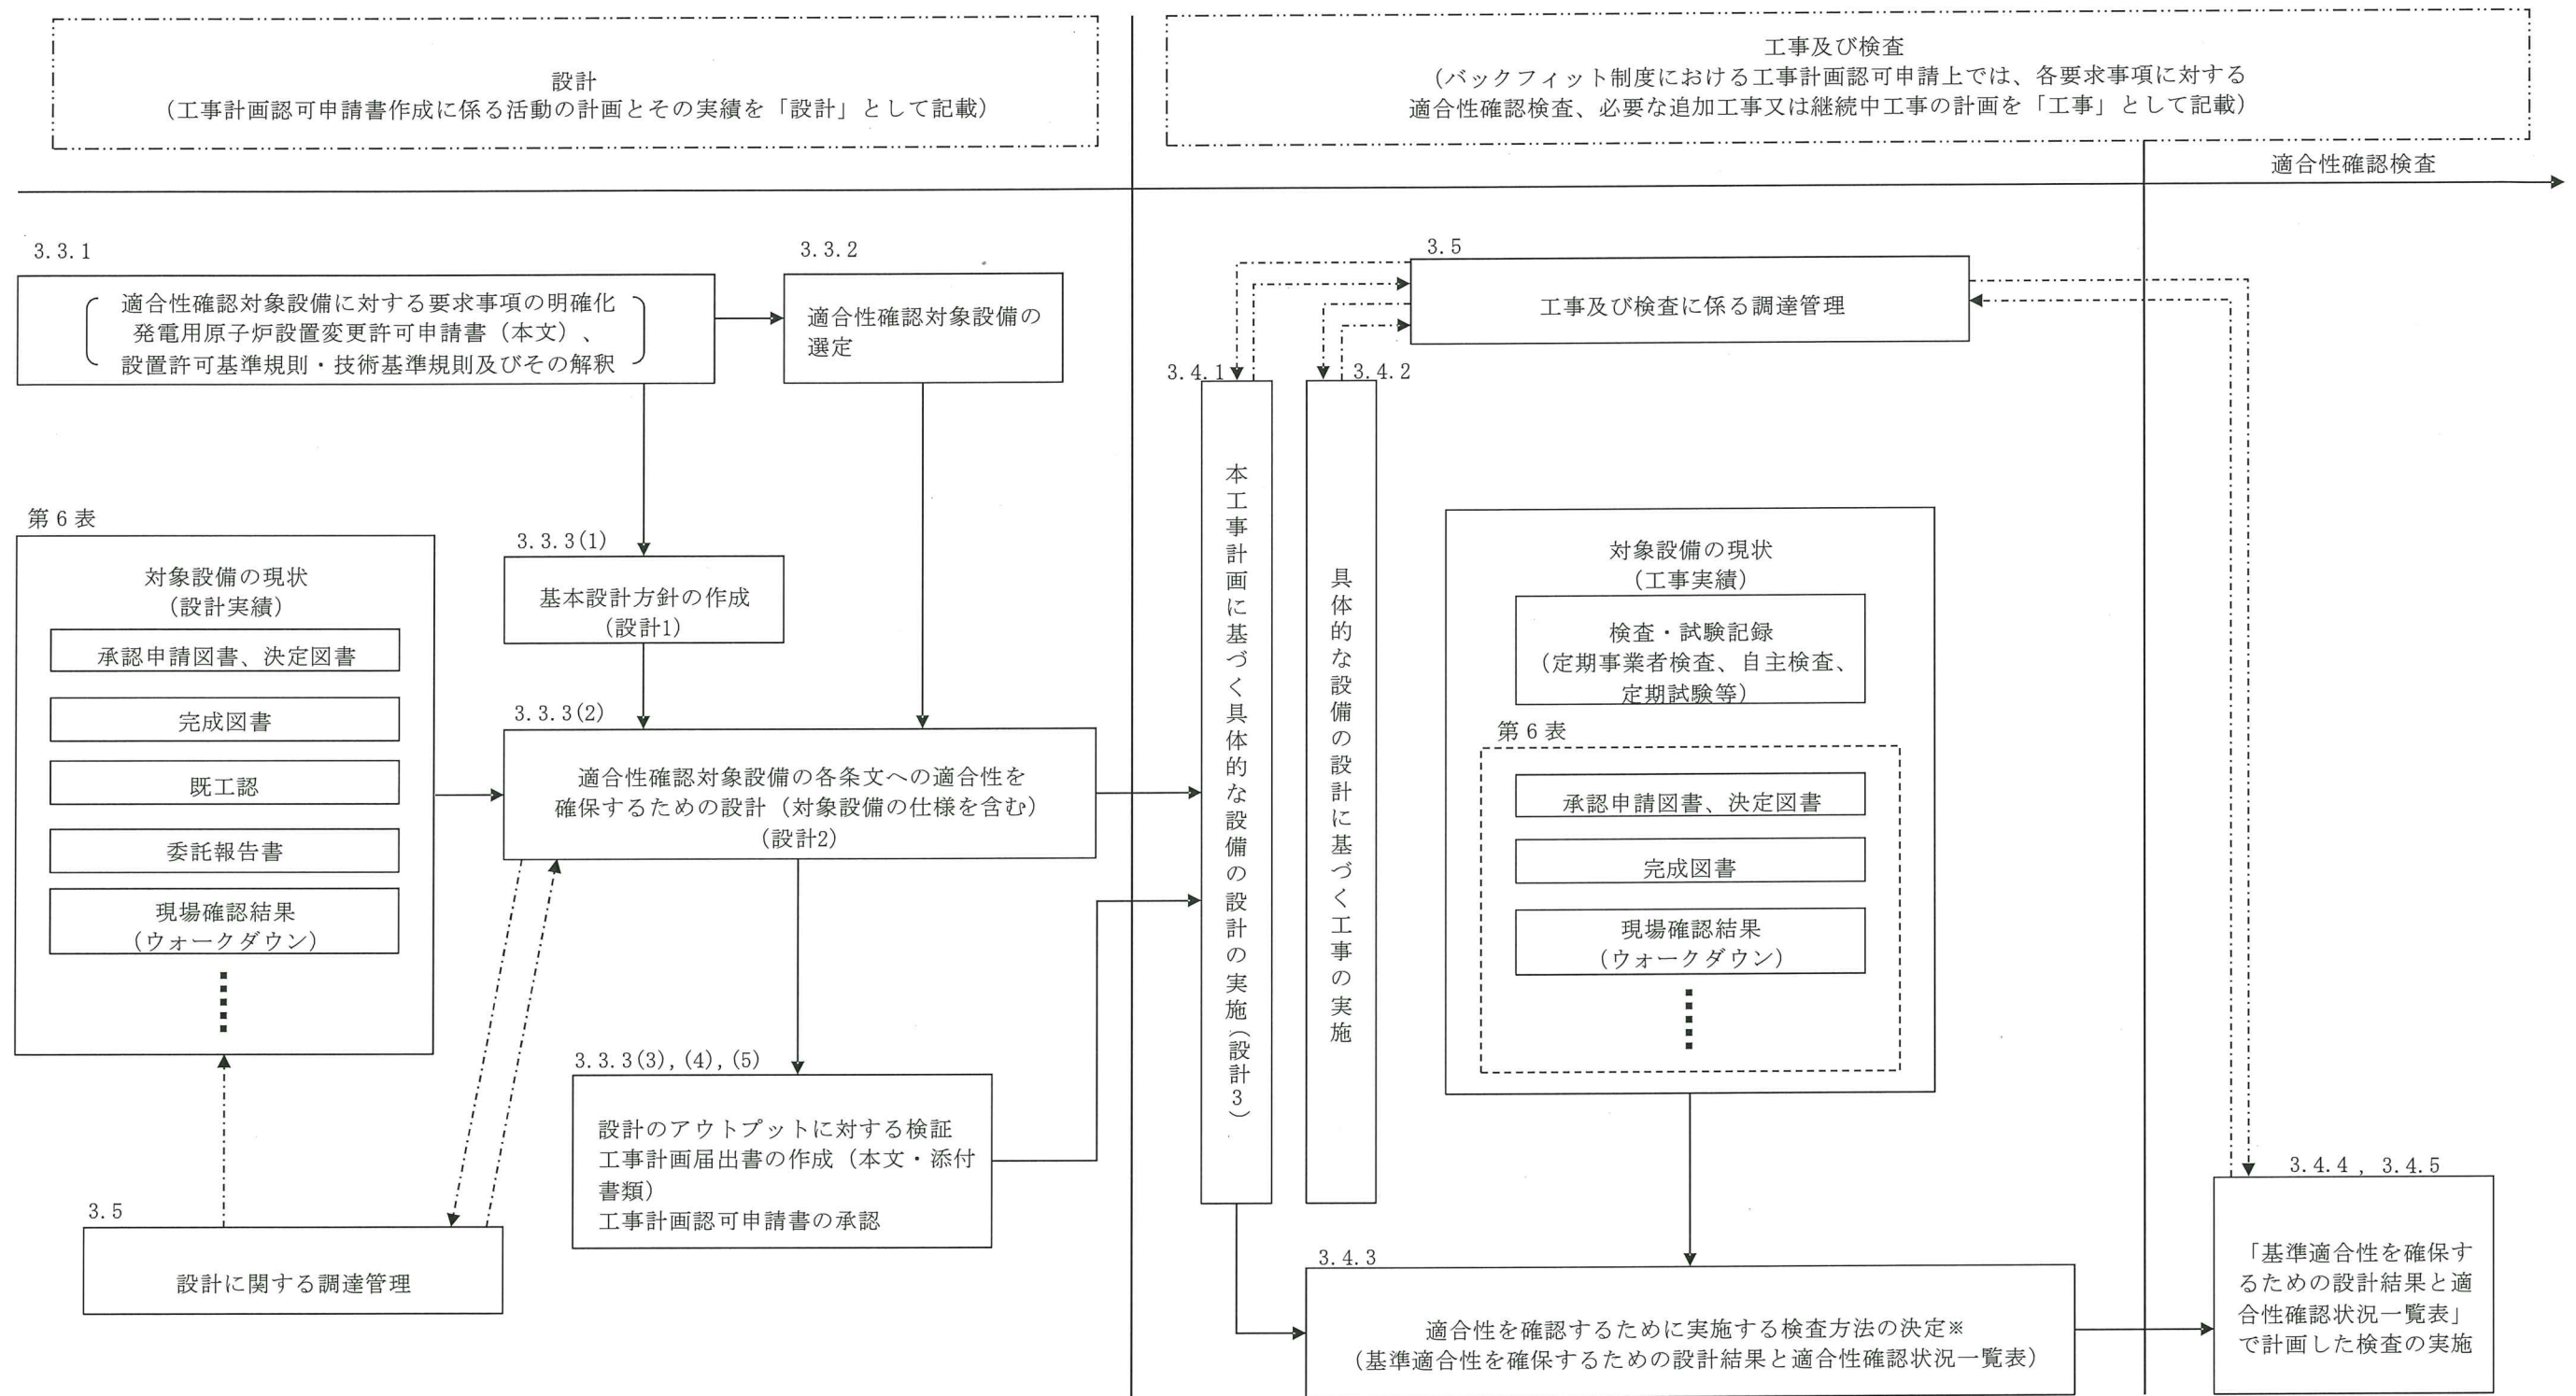 設計
(工事計画認可申請書作成に係る活動の計画とその実績を「設計」として記載)
工事及び検査
(バックフィット制度における工事計画認可申請上では、各要求事項に対する
適合性確認検査、必要な追加工事又は継続中工事の計画を「工事」として記載)
適合性確認検査
3.3.1
適合性確認対象設備に対する要求事項の明確化
発電用原子炉設置変更許可申請書(本文)、
設置許可基準規則・技術基準規則及びその解釈
3.3.2
適合性確認対象設備の
選定
第6表
対象設備の現状
(設計実績)
承認申請図書、決定図書
完成図書
既工認
委託報告書
現場確認結果
(ウォークダウン)
3.3.3(1)
基本設計方針の作成
(設計1)
3.3.3(2)
適合性確認対象設備の各条文への適合性を
確保するための設計(対象設備の仕様を含む)
(設計2)
3.3.3(3),(4),(5)
設計のアウトプットに対する検証
工事計画届出書の作成(本文・添付
書類)
工事計画認可申請書の承認
3.5
設計に関する調達管理
3.5
工事及び検査に係る調達管理
3.4.1
本工事計画に基づく具体的な設備の設計の実施(設計3)
3.4.2
具体的な設備の設計に基づく工事の実施
対象設備の現状
(工事実績)
検査・試験記録
(定期事業者検査、自主検査、
定期試験等)
第6表
承認申請図書、決定図書
完成図書
現場確認結果
(ウォークダウン)
3.4.3
適合性を確認するために実施する検査方法の決定※
(基準適合性を確保するための設計結果と適合性確認状況一覧表)
3.4.4 , 3.4.5
「基準適合性を確保す
るための設計結果と適
合性確認状況一覧表」
で計画した検査の実施